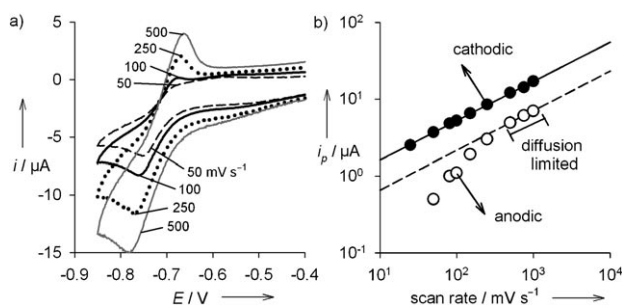 a)
5
0
-5
-10
-15
i / µA
-0.9
-0.8
-0.7
-0.6
-0.5
-0.4
E / V
500
250
100
50
50 mV s⁻¹
100
250
500
b)
10²
10¹
10⁰
10⁻¹
iₚ / µA
10¹
10²
10³
10⁴
scan rate / mV s⁻¹
cathodic
diffusion
limited
anodic